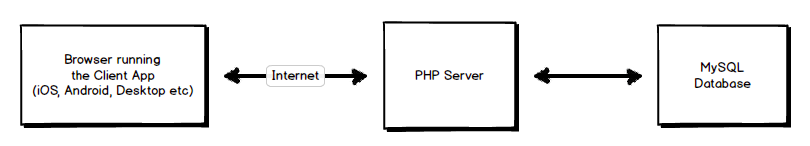 Browser running
the Client App
(iOS, Android, Desktop etc)
Internet
PHP Server
MySQL
Database